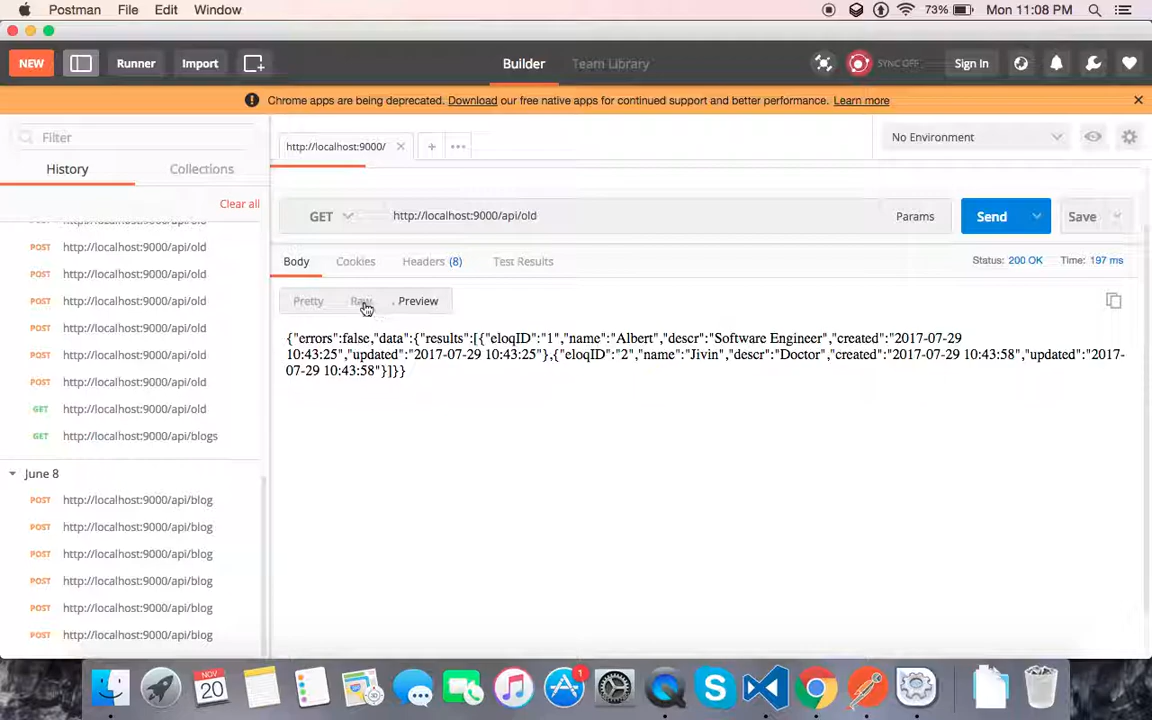 Postman File Edit Window 73% Mon 11:08 PM
NEW Runner Import Builder Team Library SYNC OFF Sign In
Chrome apps are being deprecated. Download our free native apps for continued support and better performance. Learn more
Filter
http://localhost:9000/
No Environment
History Collections
Clear all
GET http://localhost:9000/api/old Params Send Save
http://localhost:9000/api/old
POST http://localhost:9000/api/old
POST http://localhost:9000/api/old
POST http://localhost:9000/api/old
POST http://localhost:9000/api/old
POST http://localhost:9000/api/old
POST http://localhost:9000/api/old
GET http://localhost:9000/api/old
GET http://localhost:9000/api/blogs
June 8
POST http://localhost:9000/api/blog
POST http://localhost:9000/api/blog
POST http://localhost:9000/api/blog
POST http://localhost:9000/api/blog
POST http://localhost:9000/api/blog
POST http://localhost:9000/api/blog
Body Cookies Headers (8) Test Results Status: 200 OK Time: 197 ms
Pretty Raw Preview
{"errors":false,"data":{"results":[{"eloqID":"1","name":"Albert","descr":"Software Engineer","created":"2017-07-29
10:43:25","updated":"2017-07-29 10:43:25"},{"eloqID":"2","name":"Jivin","descr":"Doctor","created":"2017-07-29 10:43:58","updated":"2017-
07-29 10:43:58"}]}}
NOV
20
1